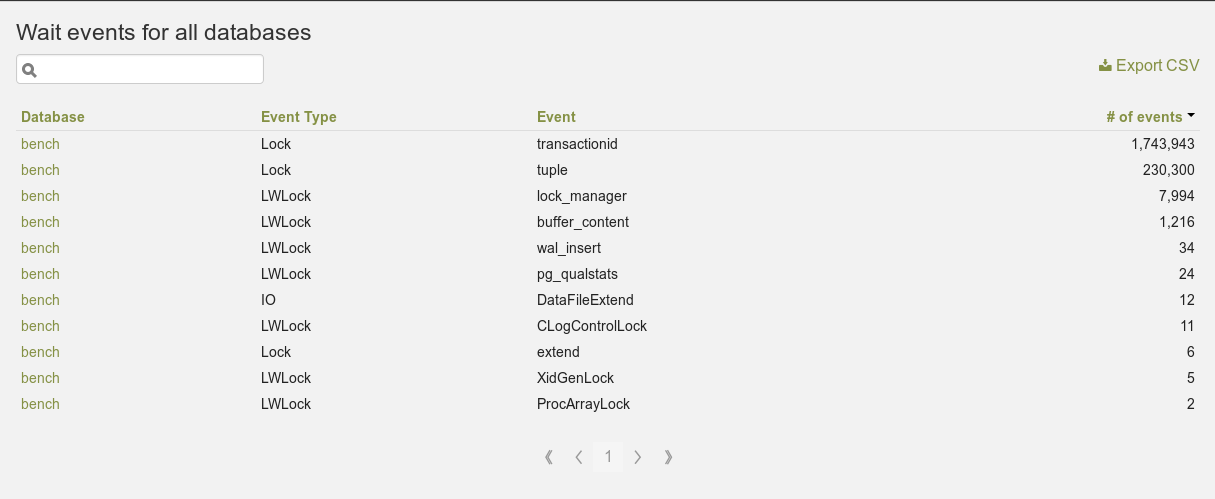 Wait events for all databases
Export CSV
Database Event Type Event # of events
bench Lock transactionid 1,743,943
bench Lock tuple 230,300
bench LWLock lock_manager 7,994
bench LWLock buffer_content 1,216
bench LWLock wal_insert 34
bench LWLock pg_qualstats 24
bench IO DataFileExtend 12
bench LWLock CLogControlLock 11
bench Lock extend 6
bench LWLock XidGenLock 5
bench LWLock ProcArrayLock 2
《 〈 1 〉 》